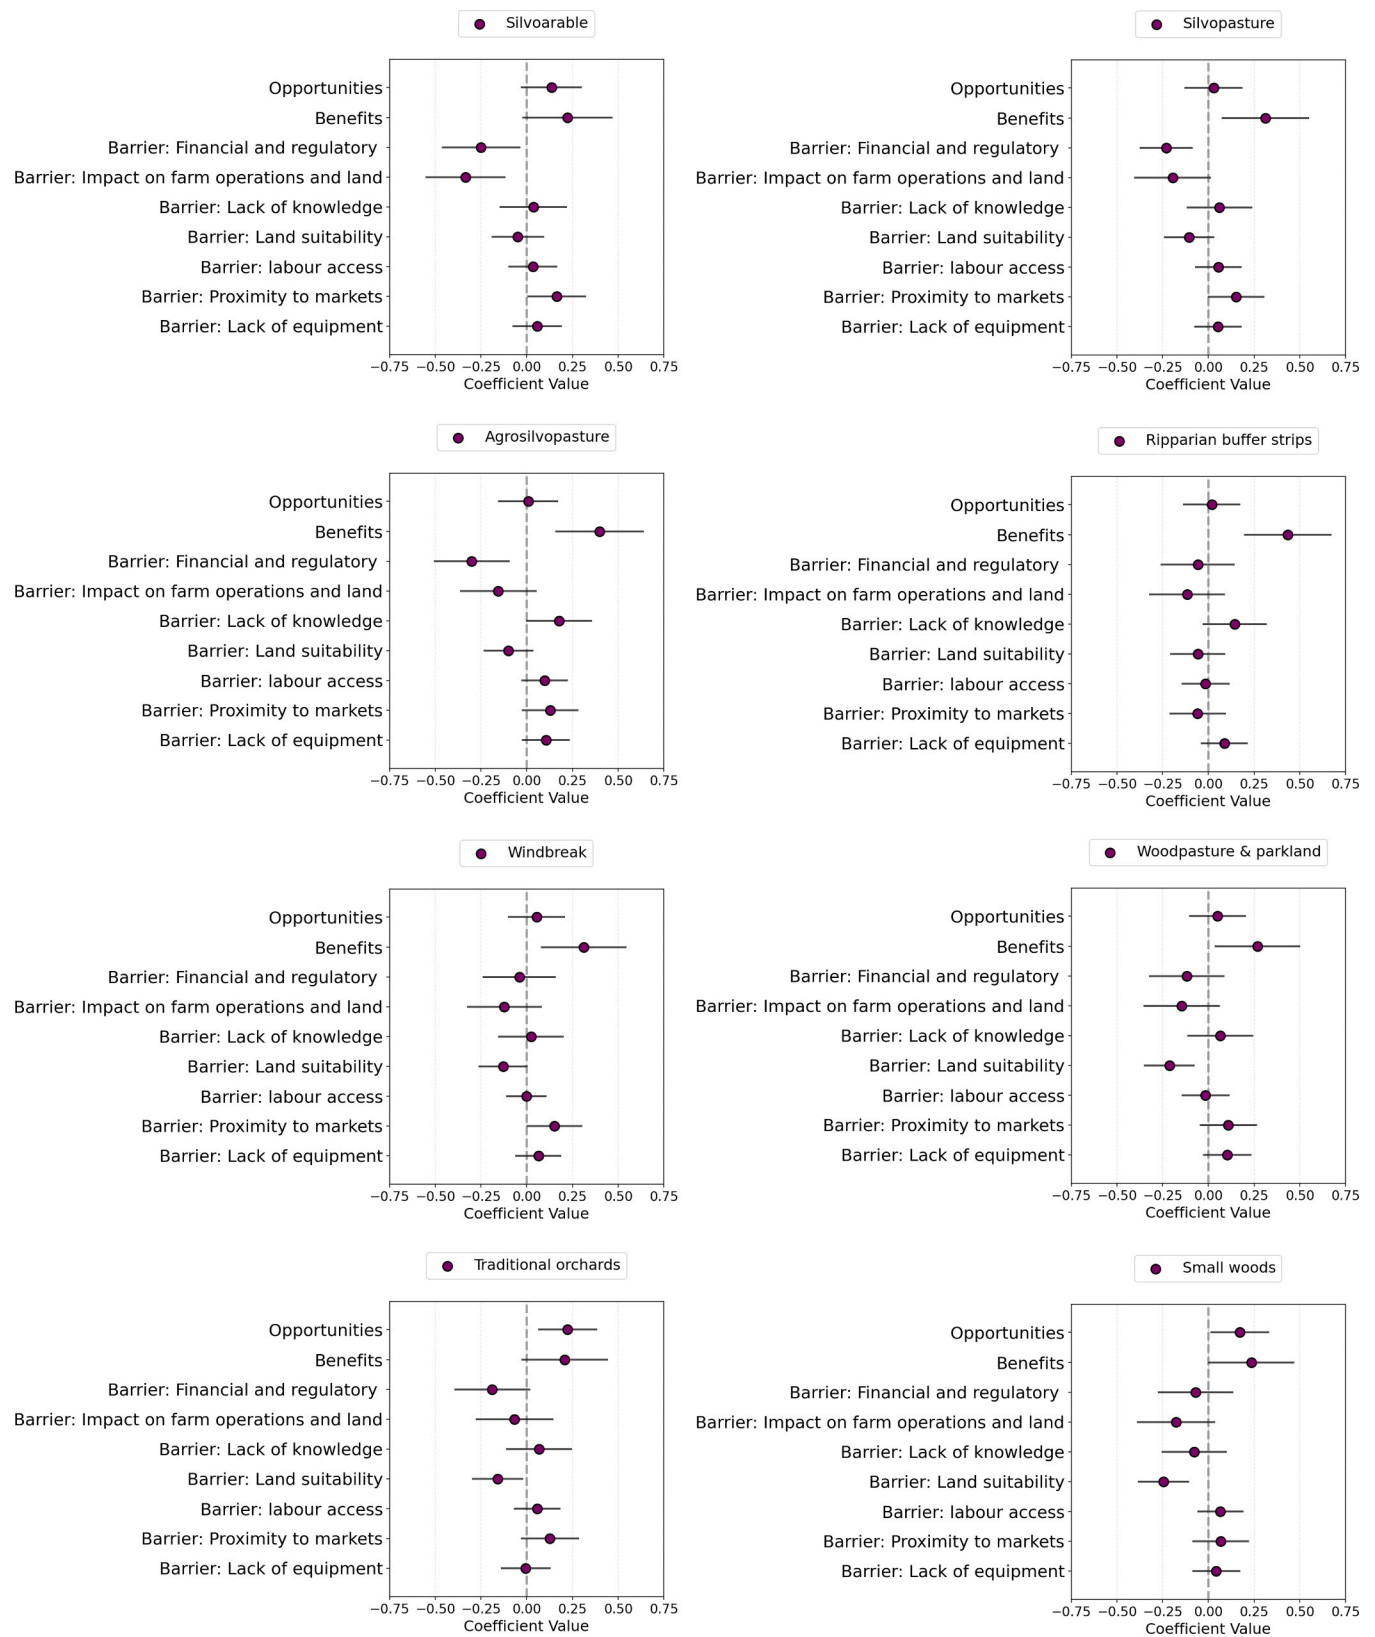 Silvoarable
Opportunities
Benefits
Barrier: Financial and regulatory
Barrier: Impact on farm operations and land
Barrier: Lack of knowledge
Barrier: Land suitability
Barrier: labour access
Barrier: Proximity to markets
Barrier: Lack of equipment
−0.75 −0.50 −0.25 0.00 0.25 0.50 0.75
Coefficient Value
Silvopasture
Opportunities
Benefits
Barrier: Financial and regulatory
Barrier: Impact on farm operations and land
Barrier: Lack of knowledge
Barrier: Land suitability
Barrier: labour access
Barrier: Proximity to markets
Barrier: Lack of equipment
−0.75 −0.50 −0.25 0.00 0.25 0.50 0.75
Coefficient Value
Agrosilvopasture
Opportunities
Benefits
Barrier: Financial and regulatory
Barrier: Impact on farm operations and land
Barrier: Lack of knowledge
Barrier: Land suitability
Barrier: labour access
Barrier: Proximity to markets
Barrier: Lack of equipment
−0.75 −0.50 −0.25 0.00 0.25 0.50 0.75
Coefficient Value
Ripparian buffer strips
Opportunities
Benefits
Barrier: Financial and regulatory
Barrier: Impact on farm operations and land
Barrier: Lack of knowledge
Barrier: Land suitability
Barrier: labour access
Barrier: Proximity to markets
Barrier: Lack of equipment
−0.75 −0.50 −0.25 0.00 0.25 0.50 0.75
Coefficient Value
Windbreak
Opportunities
Benefits
Barrier: Financial and regulatory
Barrier: Impact on farm operations and land
Barrier: Lack of knowledge
Barrier: Land suitability
Barrier: labour access
Barrier: Proximity to markets
Barrier: Lack of equipment
−0.75 −0.50 −0.25 0.00 0.25 0.50 0.75
Coefficient Value
Woodpasture & parkland
Opportunities
Benefits
Barrier: Financial and regulatory
Barrier: Impact on farm operations and land
Barrier: Lack of knowledge
Barrier: Land suitability
Barrier: labour access
Barrier: Proximity to markets
Barrier: Lack of equipment
−0.75 −0.50 −0.25 0.00 0.25 0.50 0.75
Coefficient Value
Traditional orchards
Opportunities
Benefits
Barrier: Financial and regulatory
Barrier: Impact on farm operations and land
Barrier: Lack of knowledge
Barrier: Land suitability
Barrier: labour access
Barrier: Proximity to markets
Barrier: Lack of equipment
−0.75 −0.50 −0.25 0.00 0.25 0.50 0.75
Coefficient Value
Small woods
Opportunities
Benefits
Barrier: Financial and regulatory
Barrier: Impact on farm operations and land
Barrier: Lack of knowledge
Barrier: Land suitability
Barrier: labour access
Barrier: Proximity to markets
Barrier: Lack of equipment
−0.75 −0.50 −0.25 0.00 0.25 0.50 0.75
Coefficient Value